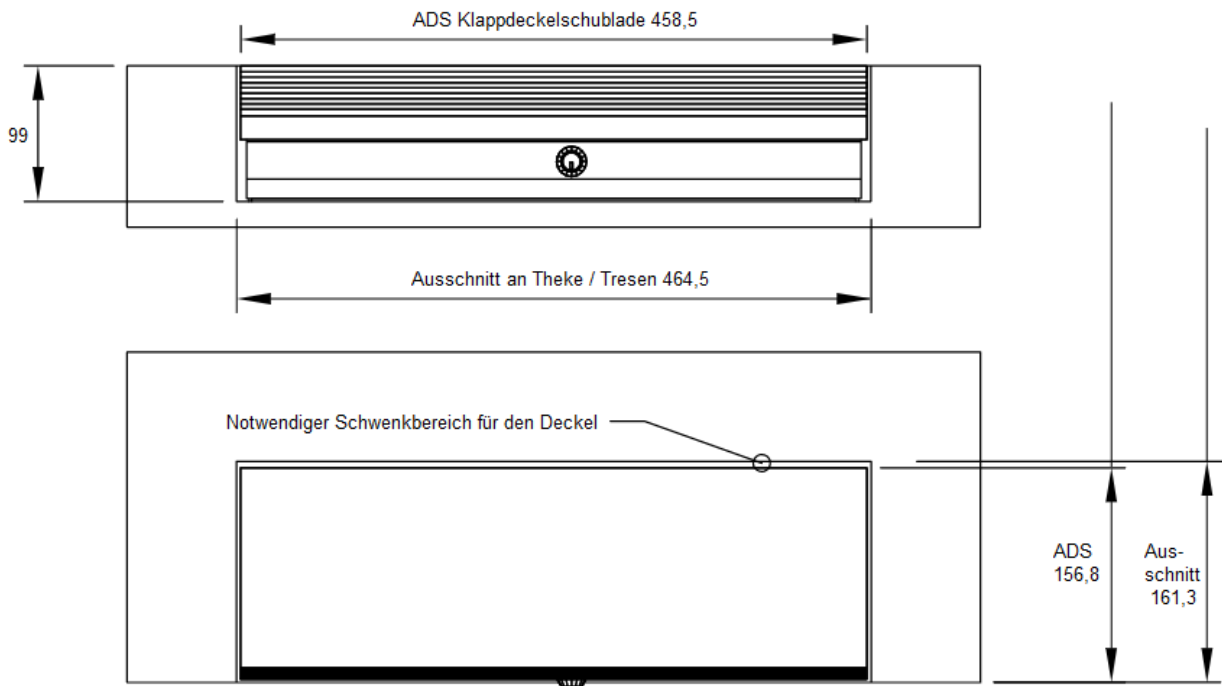 ADS Klappdeckelschublade 458,5
99
Ausschnitt an Theke / Tresen 464,5
Notwendiger Schwenkbereich für den Deckel
ADS
156,8
Aus-
schnitt
161,3